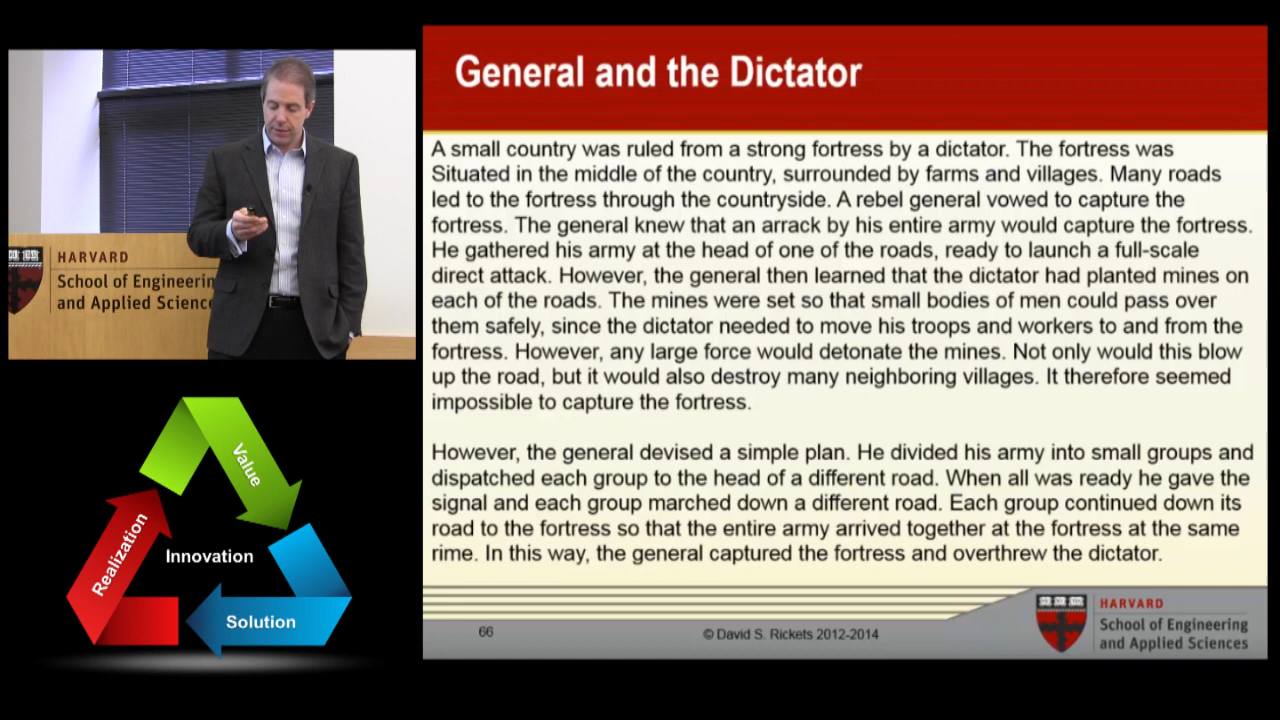 General and the Dictator
A small country was ruled from a strong fortress by a dictator. The fortress was
Situated in the middle of the country, surrounded by farms and villages. Many roads
led to the fortress through the countryside. A rebel general vowed to capture the
fortress. The general knew that an arrack by his entire army would capture the fortress.
He gathered his army at the head of one of the roads, ready to launch a full-scale
direct attack. However, the general then learned that the dictator had planted mines on
each of the roads. The mines were set so that small bodies of men could pass over
them safely, since the dictator needed to move his troops and workers to and from the
fortress. However, any large force would detonate the mines. Not only would this blow
up the road, but it would also destroy many neighboring villages. It therefore seemed
impossible to capture the fortress.
However, the general devised a simple plan. He divided his army into small groups and
dispatched each group to the head of a different road. When all was ready he gave the
signal and each group marched down a different road. Each group continued down its
road to the fortress so that the entire army arrived together at the fortress at the same
rime. In this way, the general captured the fortress and overthrew the dictator.
66
© David S. Rickets 2012-2014
HARVARD
School of Engineering
and Applied Sciences
HARVARD
School of Engineerin
and Applied Science
Value
Realization
Innovation
Solution